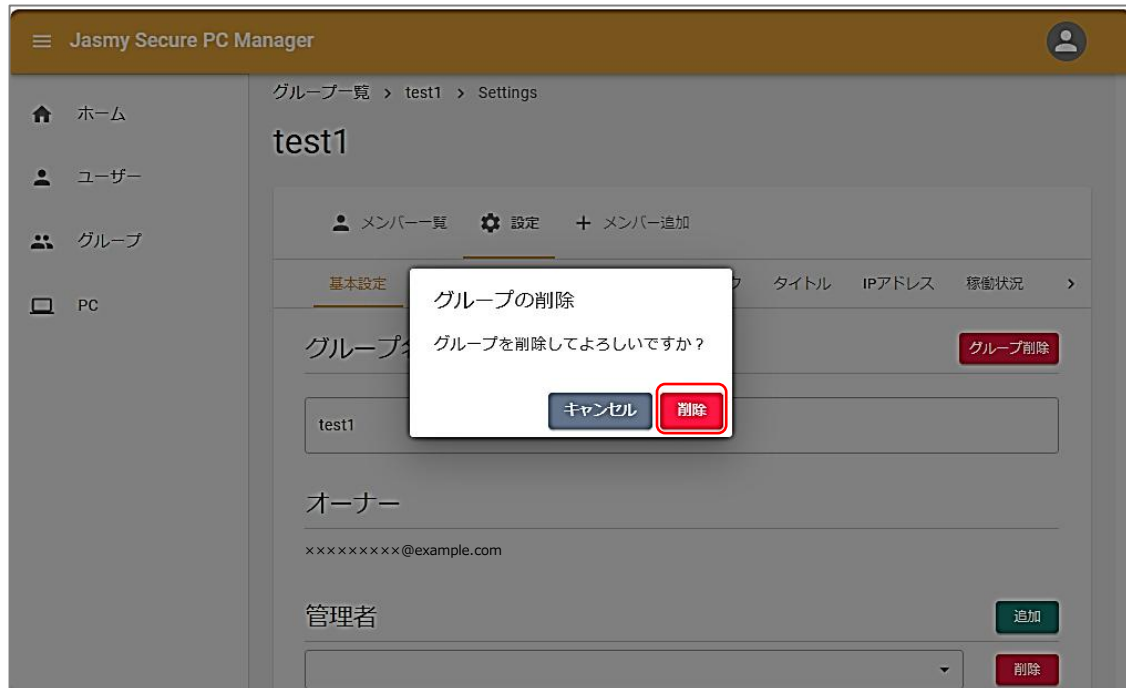 Jasmy Secure PC Manager
グループ一覧 > test1 > Settings
ホーム
test1
ユーザー
メンバー一覧 設定 + メンバー追加
グループ
基本設定 タイトル IPアドレス 稼働状況 >
PC
グループの削除
グループを削除してよろしいですか？
グループ
グループ削除
キャンセル 削除
test1
オーナー
×××××××××@example.com
管理者
追加
削除